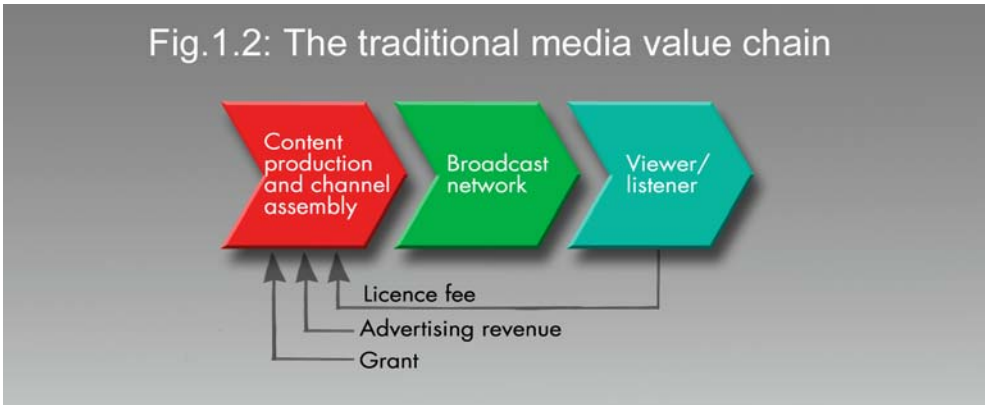 Fig.1.2: The traditional media value chain
Content
production
and channel
assembly
Broadcast
network
Viewer/
listener
Licence fee
Advertising revenue
Grant